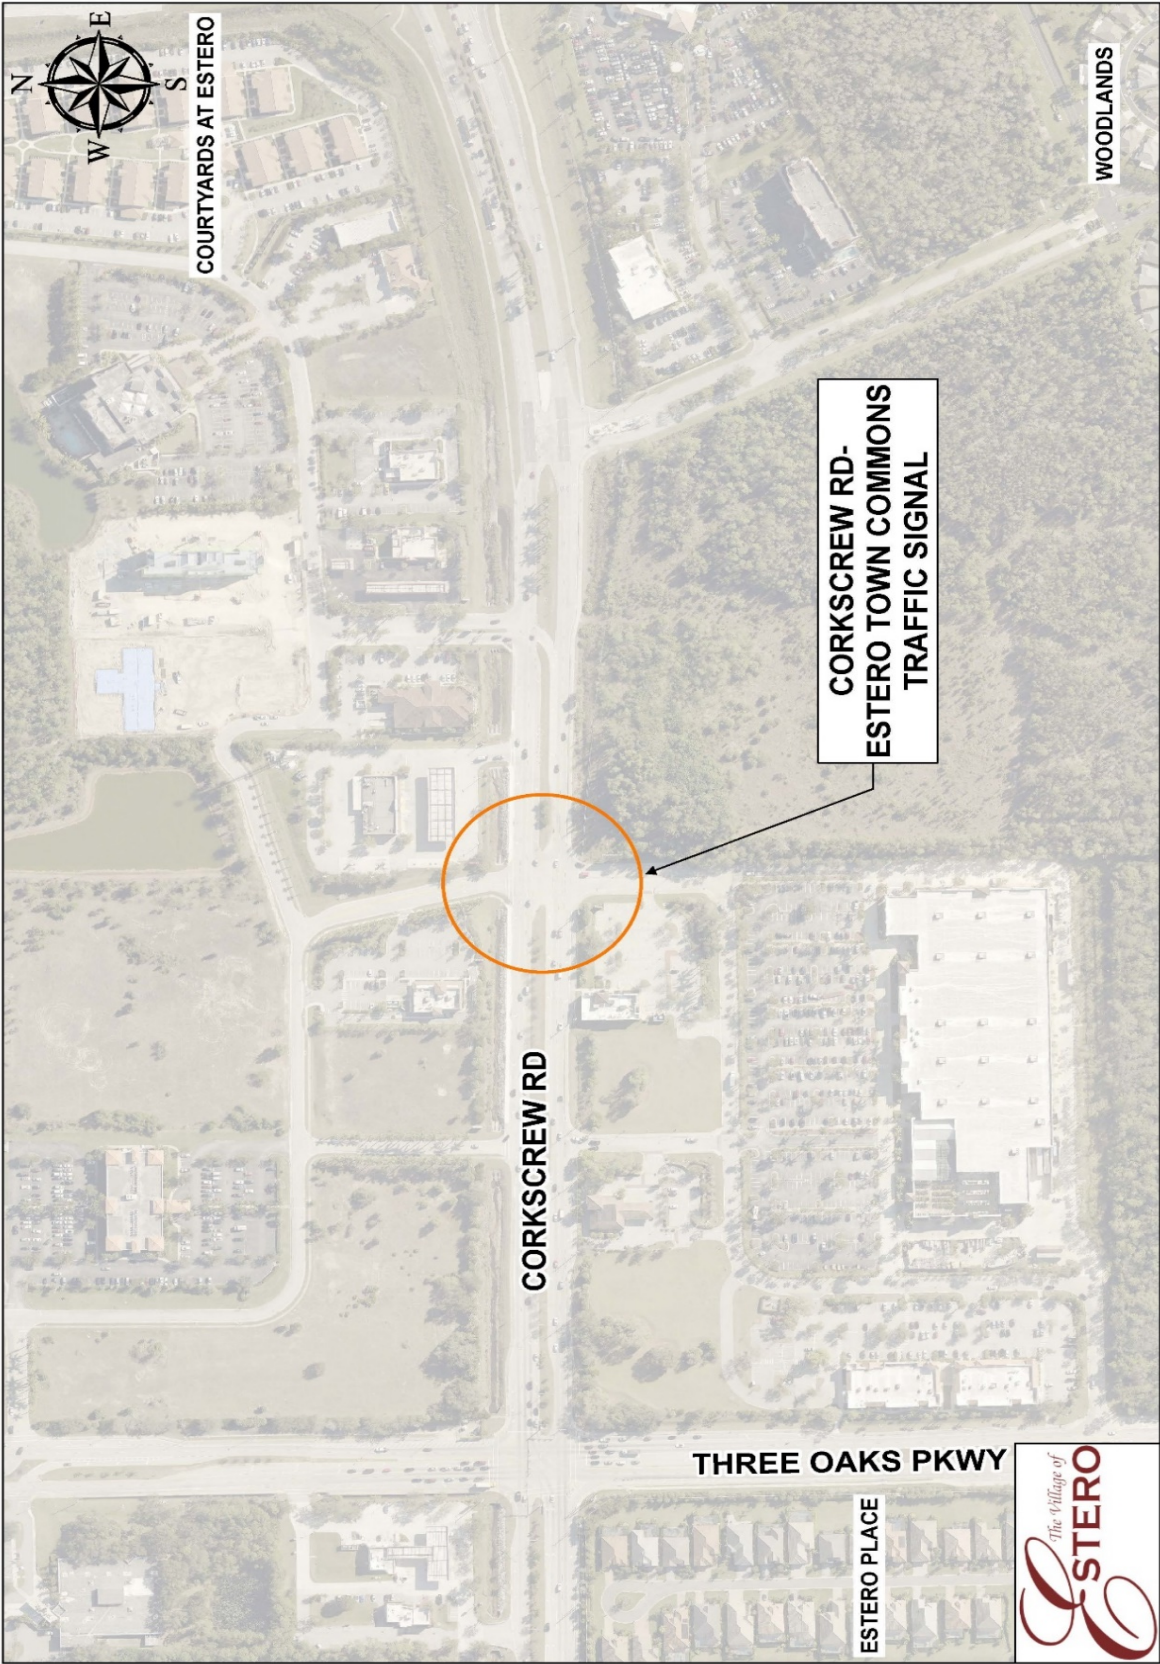 N
E
S
W
COURTYARDS AT ESTERO
WOODLANDS
CORKSCREW RD-
ESTERO TOWN COMMONS
TRAFFIC SIGNAL
CORKSCREW RD
THREE OAKS PKWY
ESTERO PLACE
The Village of
ESTERO